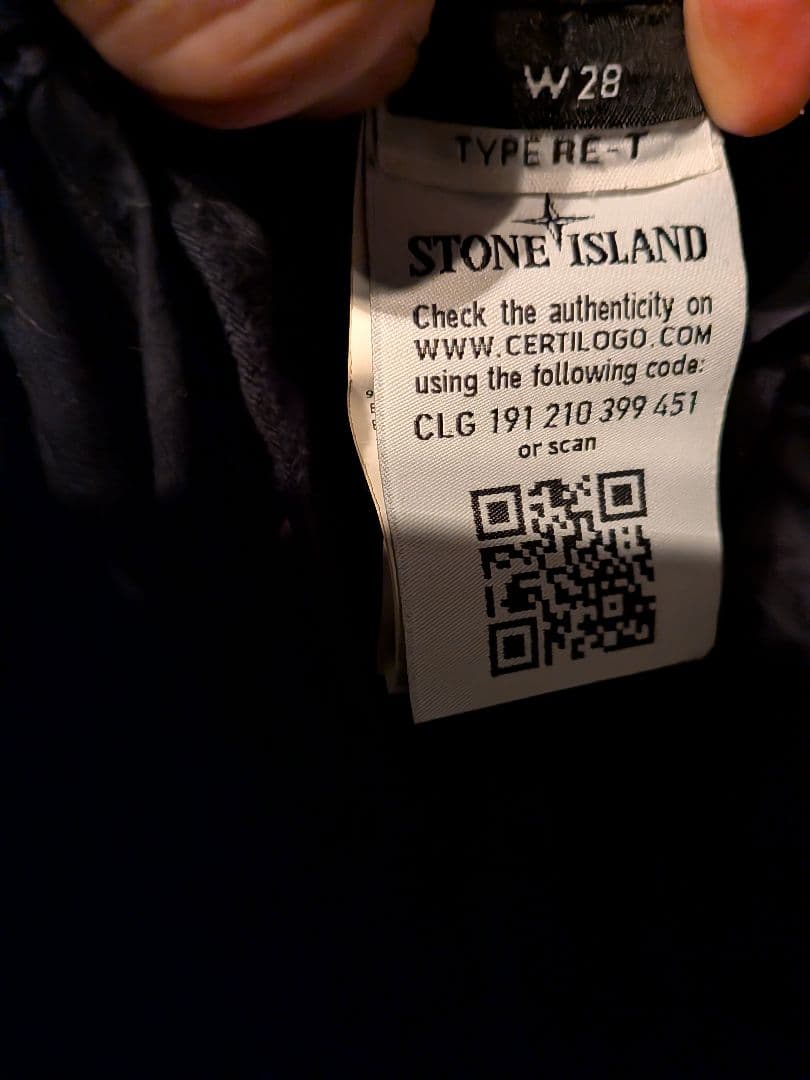 W 28
TYPE RE-T
STONE ISLAND
Check the authenticity on
WWW.CERTILOGO.COM
using the following code:
CLG 191 210 399 451
or scan